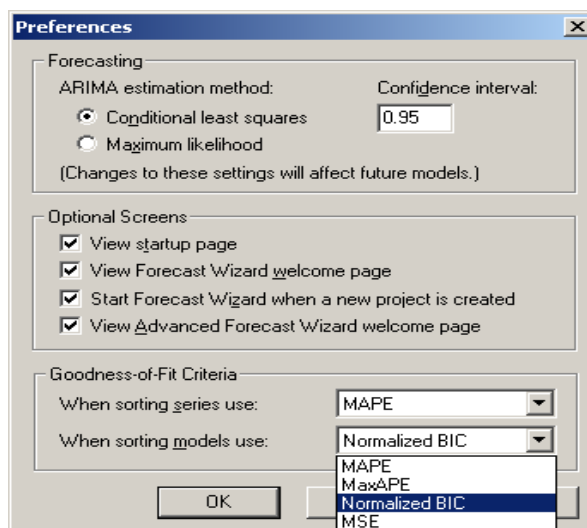 Preferences
Forecasting
ARIMA estimation method:
Confidence interval:
Conditional least squares
0.95
Maximum likelihood
(Changes to these settings will affect future models.)
Optional Screens
View startup page
View Forecast Wizard welcome page
Start Forecast Wizard when a new project is created
View Advanced Forecast Wizard welcome page
Goodness-of-Fit Criteria
When sorting series use:
MAPE
When sorting models use:
Normalized BIC
MAPE
MaxAPE
Normalized BIC
MSE
OK